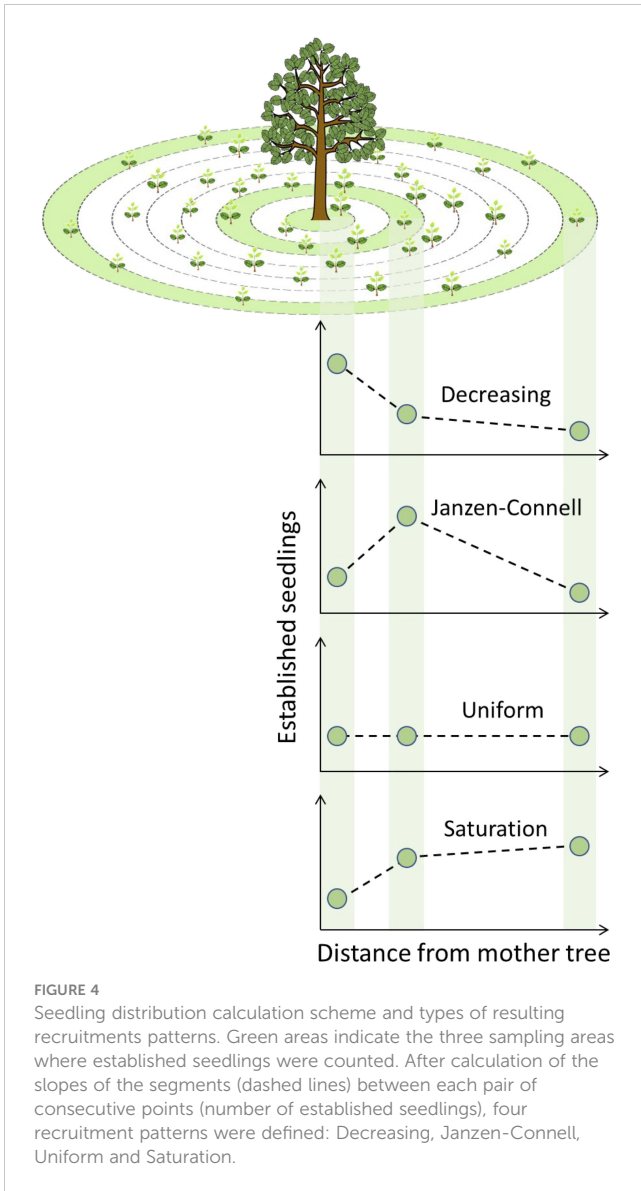 Decreasing
Janzen-Connell
Established seedlings
Uniform
Saturation
Distance from mother tree
FIGURE 4
Seedling distribution calculation scheme and types of resulting
recruitments patterns. Green areas indicate the three sampling areas
where established seedlings were counted. After calculation of the
slopes of the segments (dashed lines) between each pair of
consecutive points (number of established seedlings), four
recruitment patterns were defined: Decreasing, Janzen-Connell,
Uniform and Saturation.